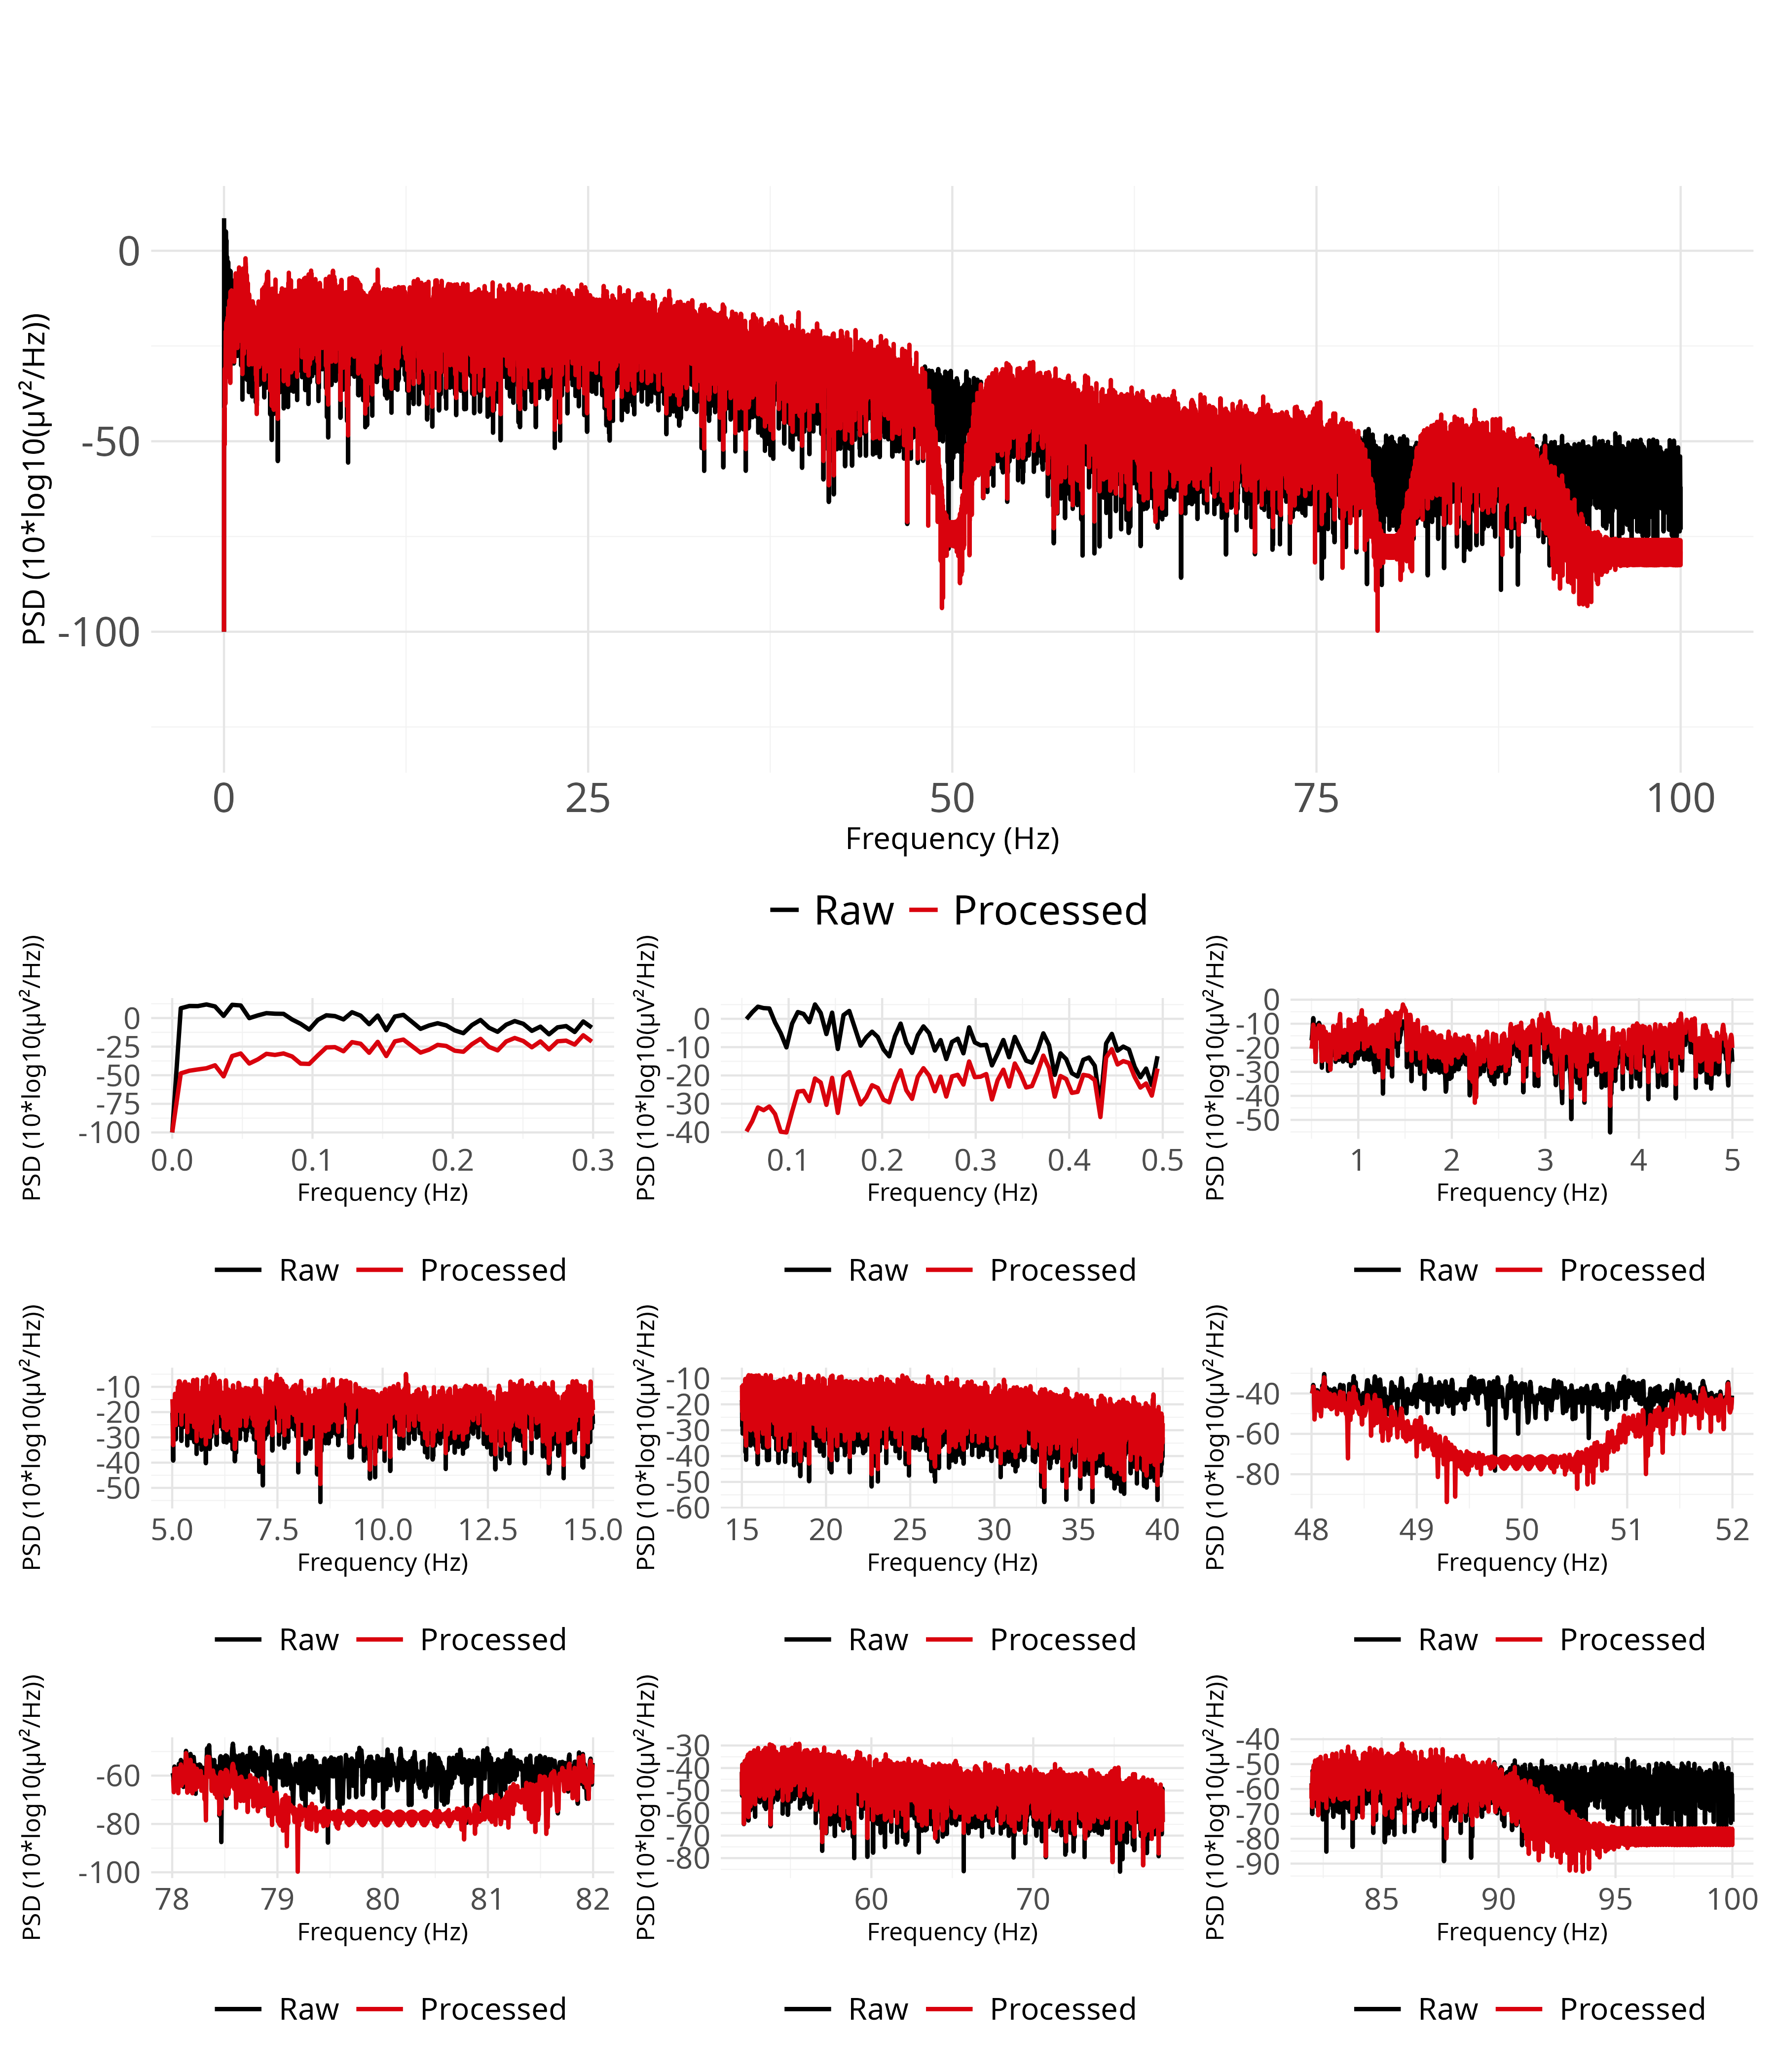 PSD (10*log10(µV²/Hz))
0
-50
-100
0 25 50 75 100
Frequency (Hz)
Raw Processed
PSD (10*log10(µV²/Hz))
0
-25
-50
-75
-100
0.0 0.1 0.2 0.3
Frequency (Hz)
Raw Processed
PSD (10*log10(µV²/Hz))
0
-10
-20
-30
-40
0.1 0.2 0.3 0.4 0.5
Frequency (Hz)
Raw Processed
PSD (10*log10(µV²/Hz))
0
-10
-20
-30
-40
-50
1 2 3 4 5
Frequency (Hz)
Raw Processed
PSD (10*log10(µV²/Hz))
-10
-20
-30
-40
-50
5.0 7.5 10.0 12.5 15.0
Frequency (Hz)
Raw Processed
PSD (10*log10(µV²/Hz))
-10
-20
-30
-40
-50
-60
15 20 25 30 35 40
Frequency (Hz)
Raw Processed
PSD (10*log10(µV²/Hz))
-40
-60
-80
48 49 50 51 52
Frequency (Hz)
Raw Processed
PSD (10*log10(µV²/Hz))
-60
-80
-100
78 79 80 81 82
Frequency (Hz)
Raw Processed
PSD (10*log10(µV²/Hz))
-30
-40
-50
-60
-70
-80
60 70
Frequency (Hz)
Raw Processed
PSD (10*log10(µV²/Hz))
-40
-50
-60
-70
-80
-90
85 90 95 100
Frequency (Hz)
Raw Processed